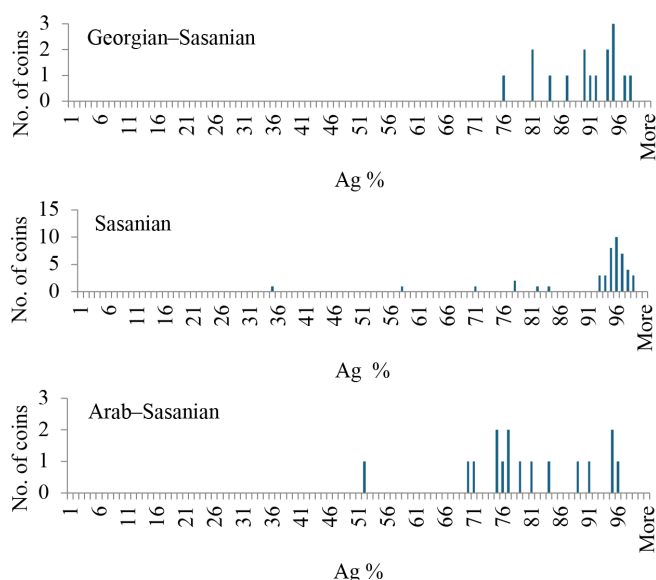 Georgian–Sasanian
No. of coins
3
2
1
0
1 6 11 16 21 26 31 36 41 46 51 56 61 66 71 76 81 86 91 96 More
Ag %
Sasanian
No. of coins
15
10
5
0
1 6 11 16 21 26 31 36 41 46 51 56 61 66 71 76 81 86 91 96 More
Ag %
Arab–Sasanian
No. of coins
3
2
1
0
1 6 11 16 21 26 31 36 41 46 51 56 61 66 71 76 81 86 91 96 More
Ag %